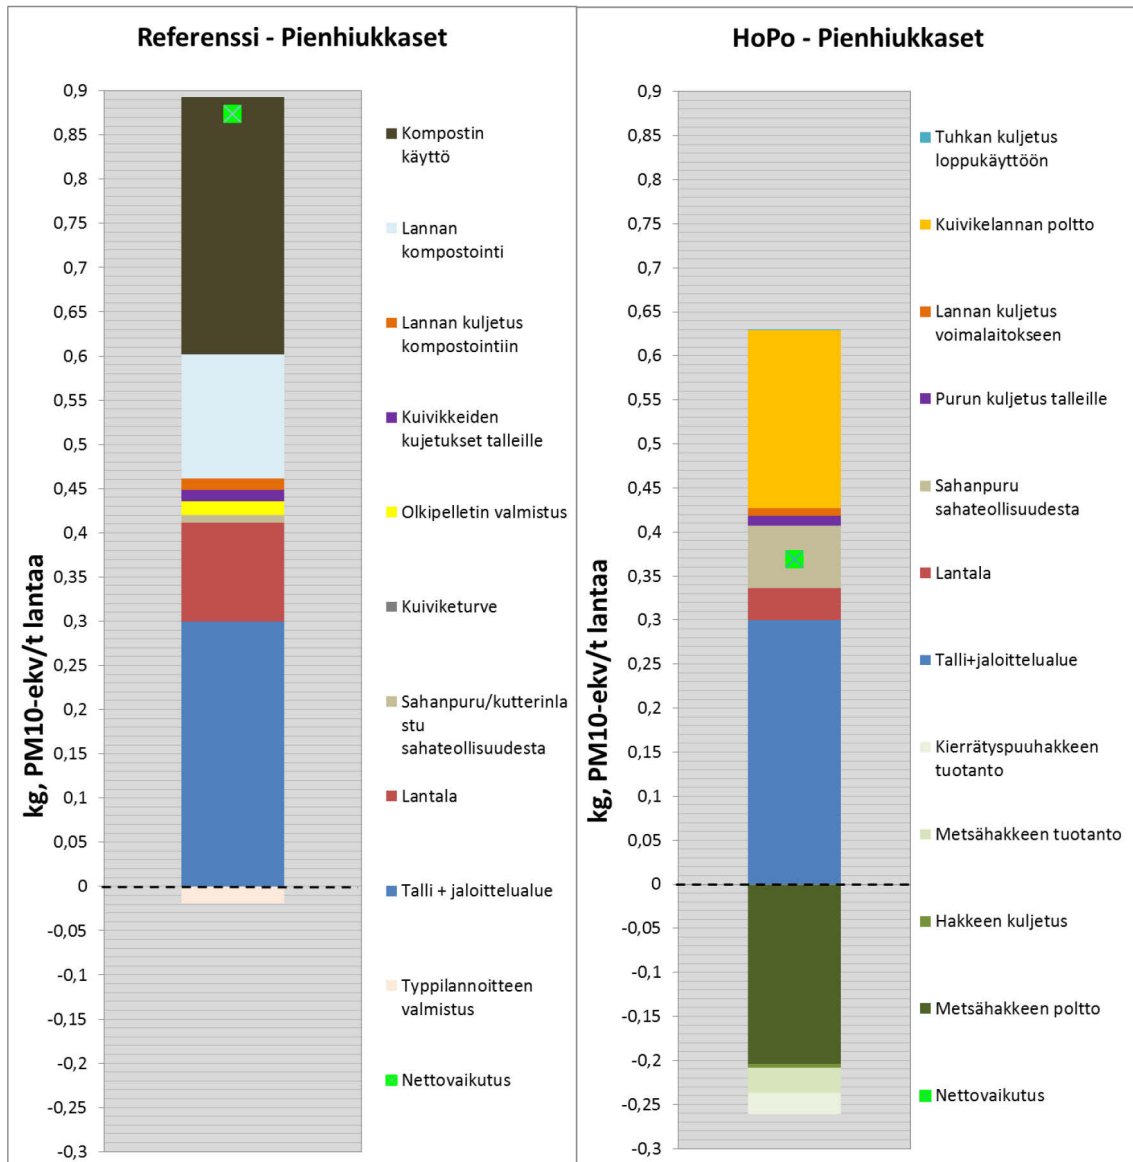 Referenssi - Pienhiukkaset
kg, PM10-ekv/t lantaa
0,9
0,85
0,8
0,75
0,7
0,65
0,6
0,55
0,5
0,45
0,4
0,35
0,3
0,25
0,2
0,15
0,1
0,05
0
-0,05
-0,1
-0,15
-0,2
-0,25
-0,3
Kompostin
käyttö
Lannan
kompostointi
Lannan kuljetus
kompostointiin
Kuivikkeiden
kujetukset talleille
Olkipelletin valmistus
Kuiviketurve
Sahanpuru/kutterinla
stu
sahateollisuudesta
Lantala
Talli + jaloittelualue
Typpilannoitteen
valmistus
Nettovaikutus
HoPo - Pienhiukkaset
kg, PM10-ekv/t lantaa
0,9
0,85
0,8
0,75
0,7
0,65
0,6
0,55
0,5
0,45
0,4
0,35
0,3
0,25
0,2
0,15
0,1
0,05
0
-0,05
-0,1
-0,15
-0,2
-0,25
-0,3
Tuhkan kuljetus
loppukäyttöön
Kuivikelannan poltto
Lannan kuljetus
voimalaitokseen
Purun kuljetus talleille
Sahanpuru
sahateollisuudesta
Lantala
Talli+jaloittelualue
Kierrätyspuuhakkeen
tuotanto
Metsähakkeen tuotanto
Hakkeen kuljetus
Metsähakkeen poltto
Nettovaikutus